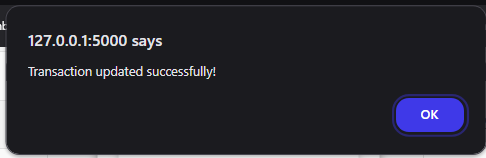 127.0.0.1:5000 says
Transaction updated successfully!
OK